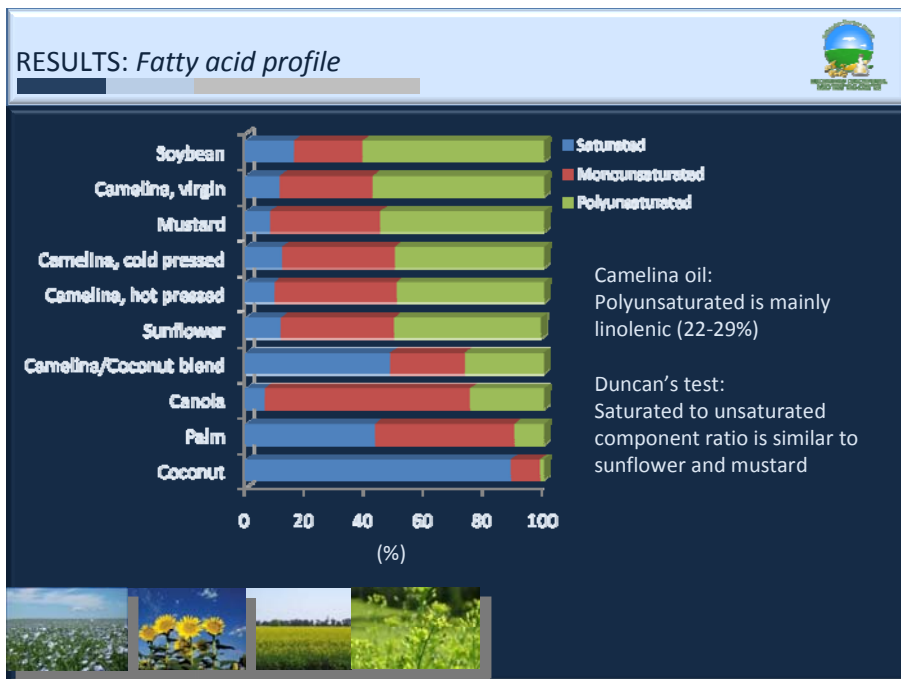 RESULTS: Fatty acid profile
Soybean
Camelina, virgin
Mustard
Camelina, cold pressed
Camelina, hot pressed
Sunflower
Camelina/Coconut blend
Canola
Palm
Coconut
0 20 40 60 80 100
(%)
Saturated
Monounsaturated
Polyunsaturated
Camelina oil:
Polyunsaturated is mainly
linolenic (22-29%)
Duncan’s test:
Saturated to unsaturated
component ratio is similar to
sunflower and mustard